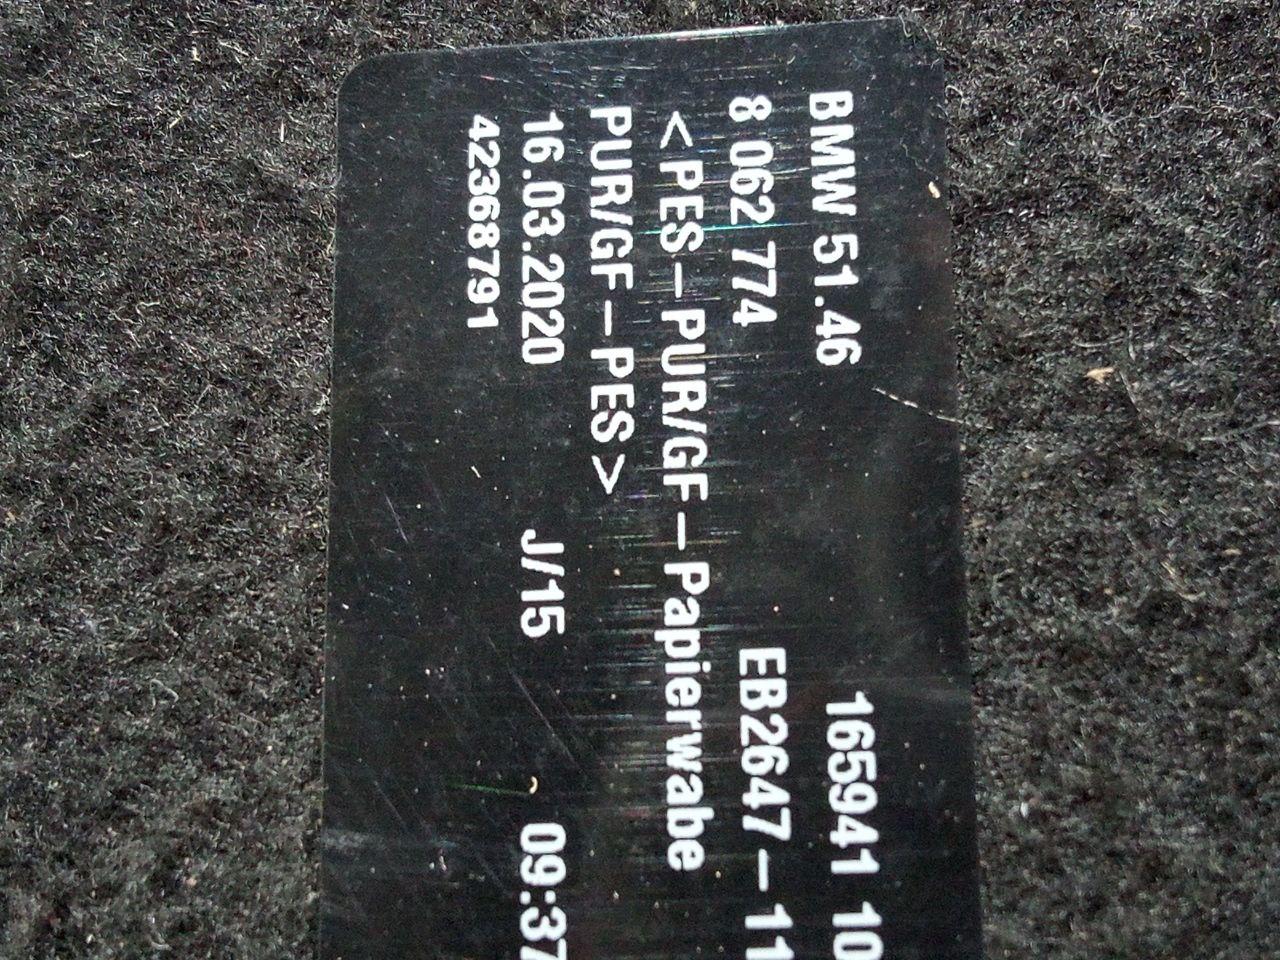 BMW 51.46 165941 10
8 062 774 EB2647-11
<PES-PUR/GF-Papierwabe
PUR/GF-PES>
16.03.2020 J/15 09:37
42368791